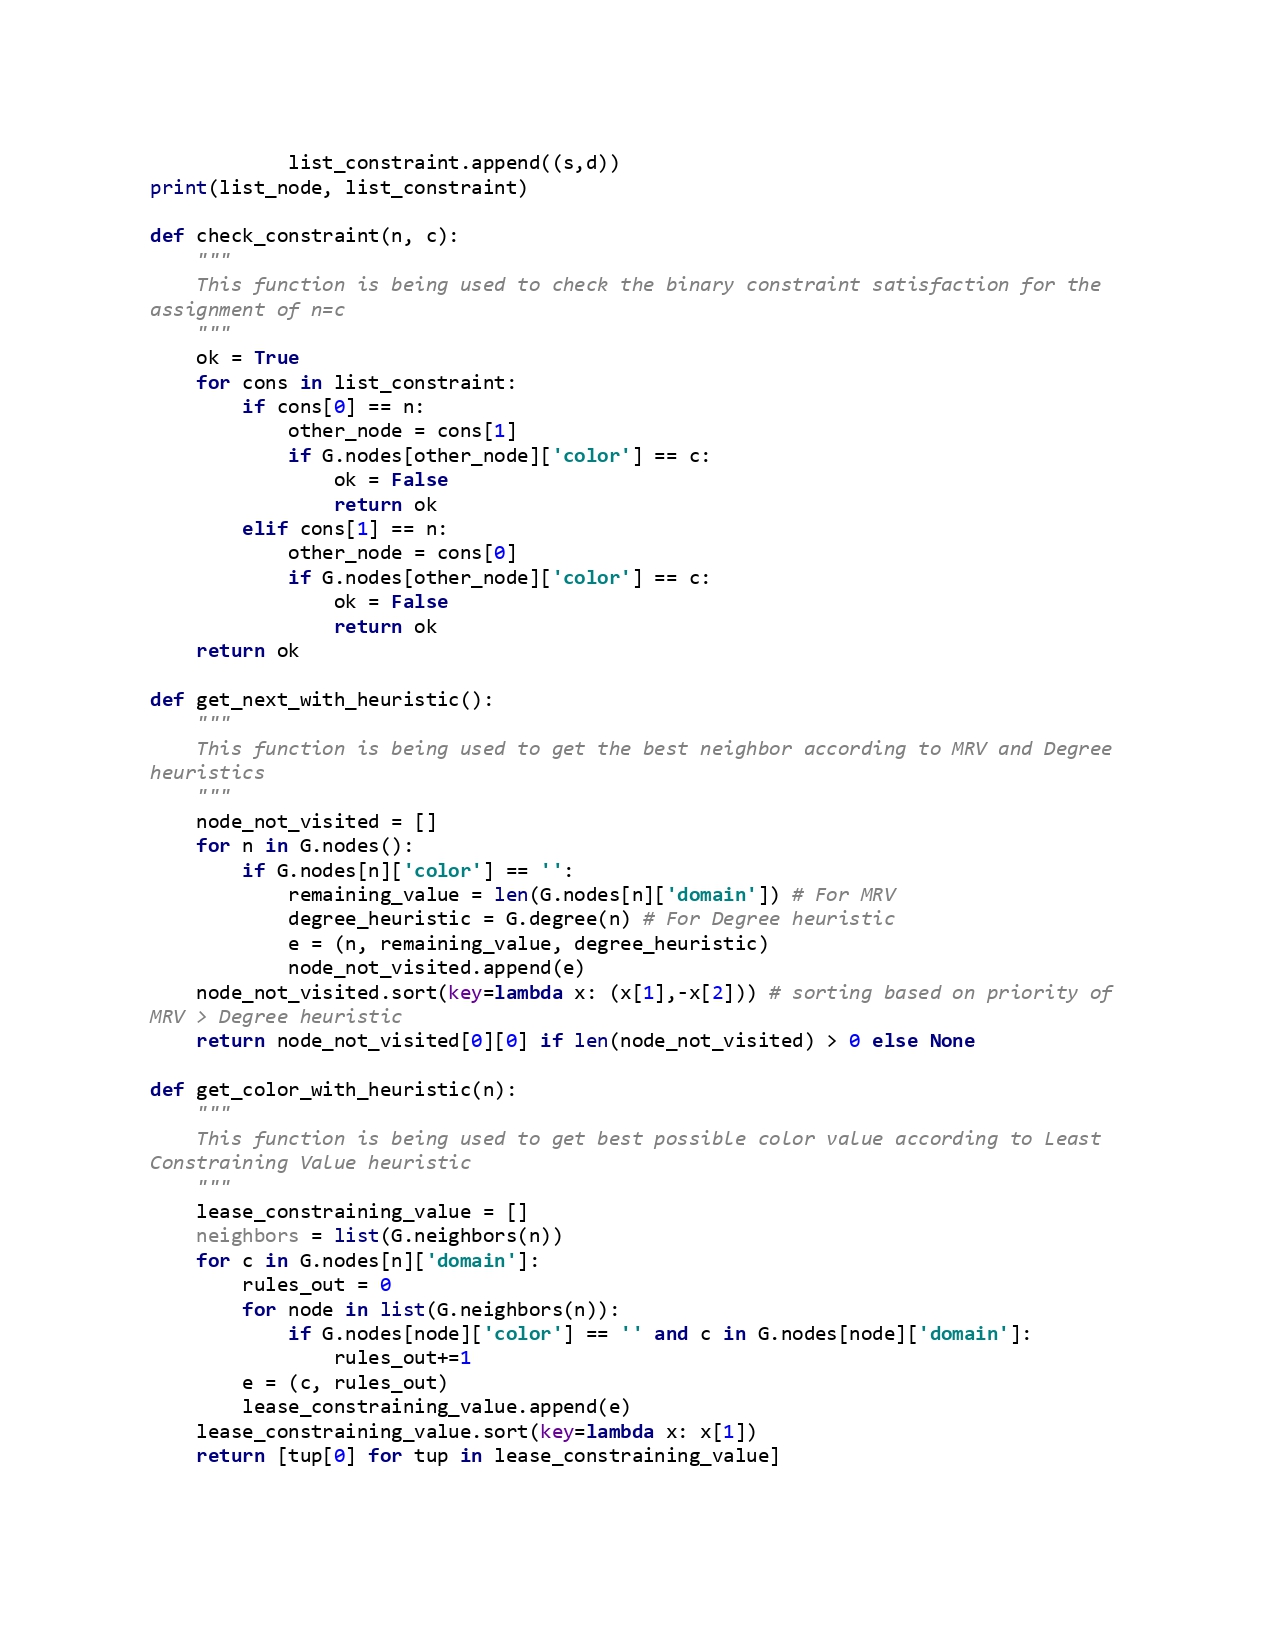 list_constraint.append((s,d))
print(list_node, list_constraint)

def check_constraint(n, c):
    """
    This function is being used to check the binary constraint satisfaction for the
assignment of n=c
    """
    ok = True
    for cons in list_constraint:
        if cons[0] == n:
            other_node = cons[1]
            if G.nodes[other_node]['color'] == c:
                ok = False
                return ok
        elif cons[1] == n:
            other_node = cons[0]
            if G.nodes[other_node]['color'] == c:
                ok = False
                return ok
    return ok

def get_next_with_heuristic():
    """
    This function is being used to get the best neighbor according to MRV and Degree
heuristics
    """
    node_not_visited = []
    for n in G.nodes():
        if G.nodes[n]['color'] == '':
            remaining_value = len(G.nodes[n]['domain']) # For MRV
            degree_heuristic = G.degree(n) # For Degree heuristic
            e = (n, remaining_value, degree_heuristic)
            node_not_visited.append(e)
    node_not_visited.sort(key=lambda x: (x[1],-x[2])) # sorting based on priority of
MRV > Degree heuristic
    return node_not_visited[0][0] if len(node_not_visited) > 0 else None

def get_color_with_heuristic(n):
    """
    This function is being used to get best possible color value according to Least
Constraining Value heuristic
    """
    lease_constraining_value = []
    neighbors = list(G.neighbors(n))
    for c in G.nodes[n]['domain']:
        rules_out = 0
        for node in list(G.neighbors(n)):
            if G.nodes[node]['color'] == '' and c in G.nodes[node]['domain']:
                rules_out+=1
        e = (c, rules_out)
        lease_constraining_value.append(e)
    lease_constraining_value.sort(key=lambda x: x[1])
    return [tup[0] for tup in lease_constraining_value]